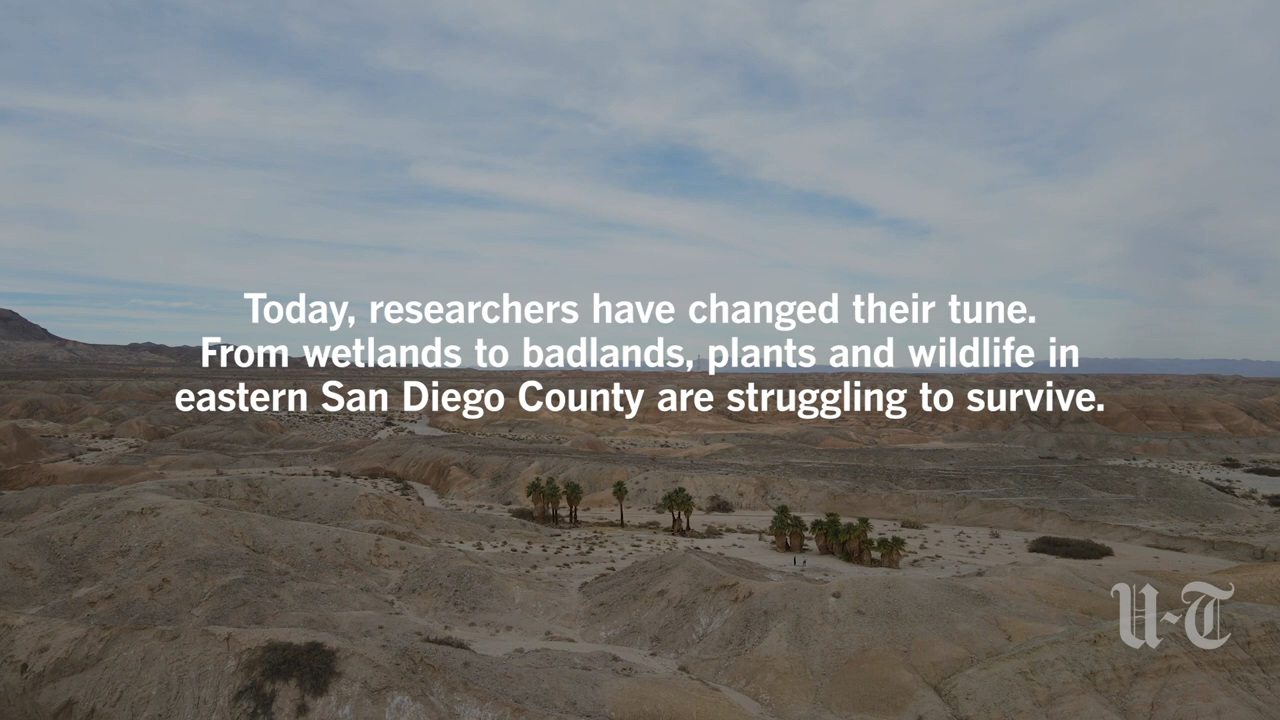 Today, researchers have changed their tune.
From wetlands to badlands, plants and wildlife in
eastern San Diego County are struggling to survive.
U-T